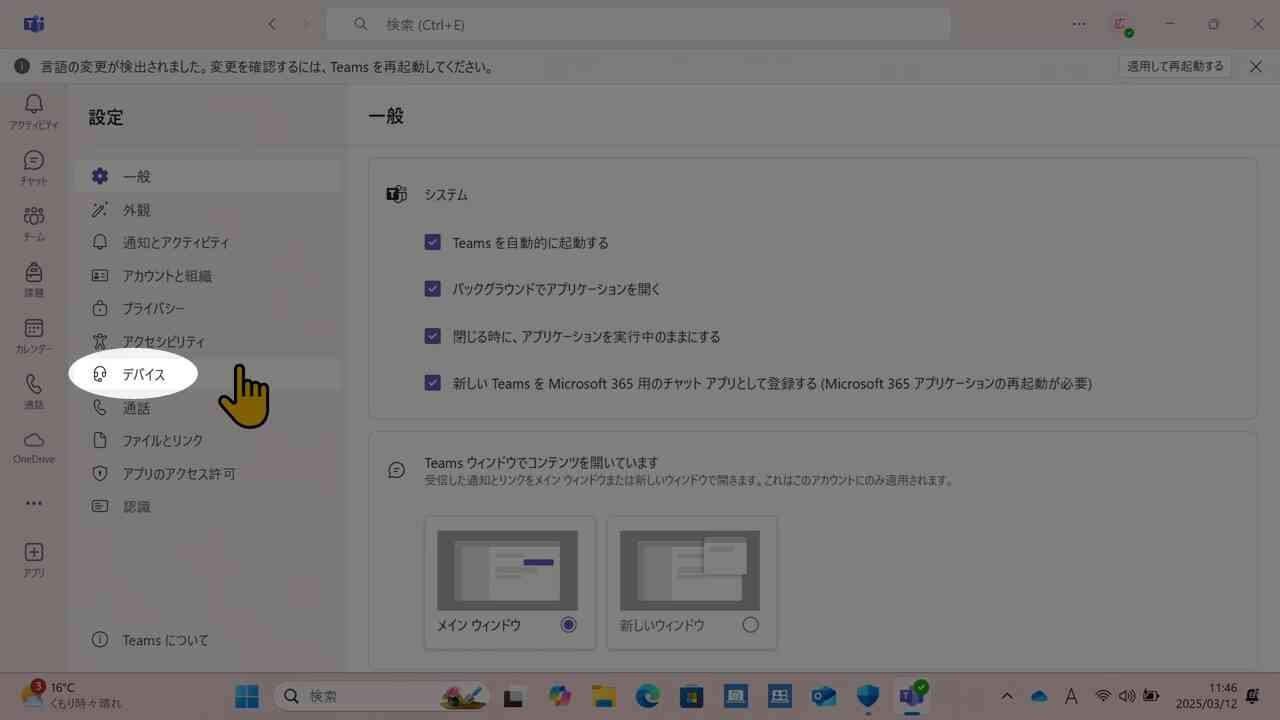 検索 (Ctrl+E)
言語の変更が検出されました。変更を確認するには、Teams を再起動してください。
適用して再起動する
アクティビティ
チャット
チーム
課題
カレンダー
通話
OneDrive
アプリ
設定
一般
外観
通知とアクティビティ
アカウントと組織
プライバシー
アクセシビリティ
デバイス
通話
ファイルとリンク
アプリのアクセス許可
認識
Teams について
一般
システム
Teams を自動的に起動する
バックグラウンドでアプリケーションを開く
閉じる時に、アプリケーションを実行中のままにする
新しい Teams を Microsoft 365 用のチャット アプリとして登録する (Microsoft 365 アプリケーションの再起動が必要)
Teams ウィンドウでコンテンツを開いています
受信した通知とリンクをメイン ウィンドウまたは新しいウィンドウで開きます。これはこのアカウントにのみ適用されます。
メイン ウィンドウ
新しいウィンドウ
3
16°C
くもり時々晴れ
検索
A
11:46
2025/03/12